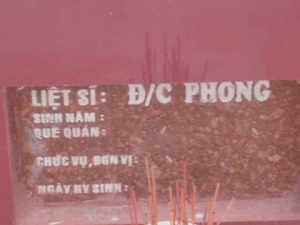 LIỆT SĨ: Đ/C PHONG
SINH NĂM:
QUÊ QUÁN:
CHỨC VỤ, ĐƠN VỊ:
NGÀY HY SINH: